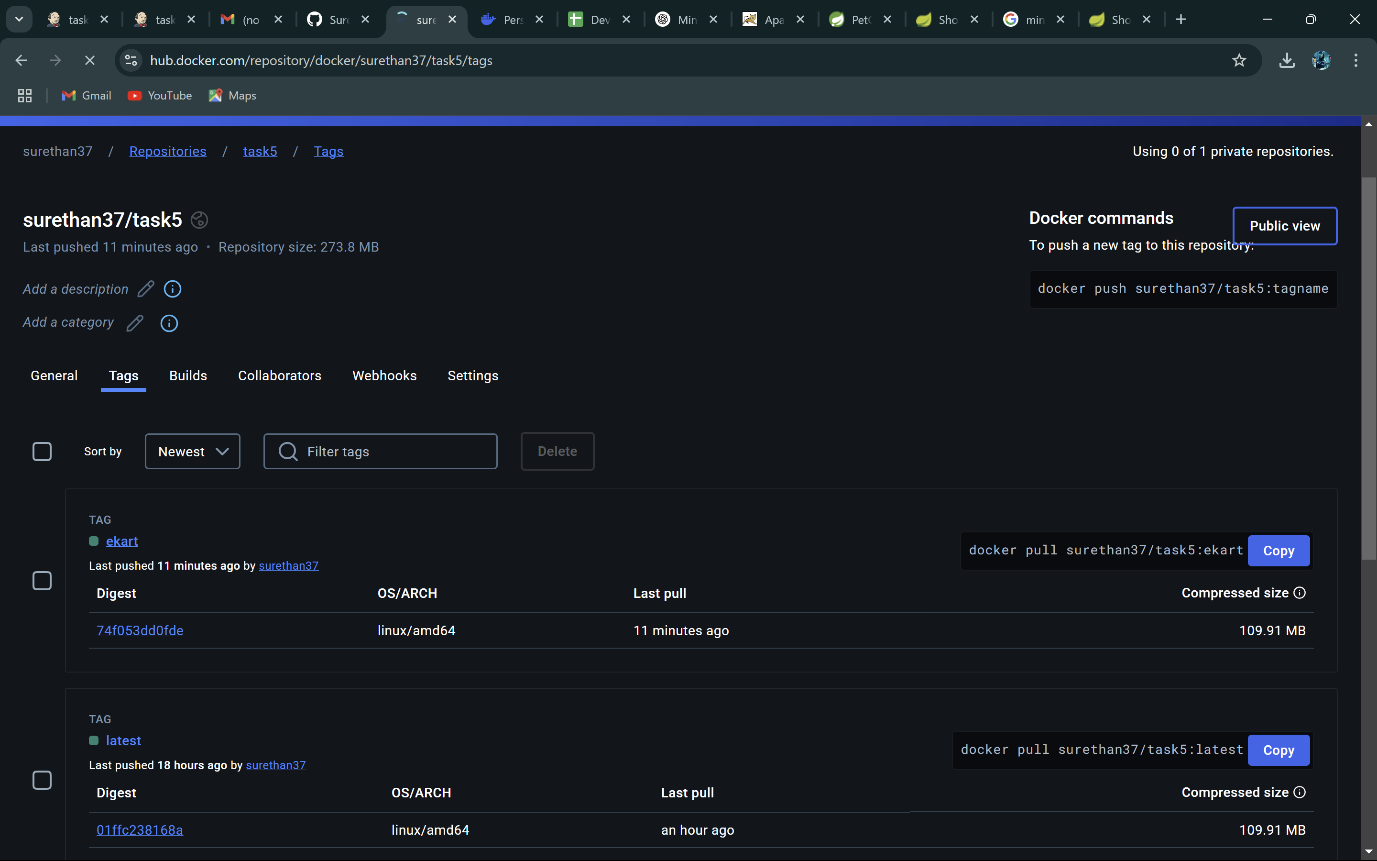 task
task
(no
Sure
sure
Pers
Dev
Min
Apa
PetC
Sho
min
Sho
hub.docker.com/repository/docker/surethan37/task5/tags
Gmail
YouTube
Maps
surethan37 / Repositories / task5 / Tags
Using 0 of 1 private repositories.
surethan37/task5
Last pushed 11 minutes ago · Repository size: 273.8 MB
Add a description
Add a category
Docker commands
Public view
To push a new tag to this repository:
docker push surethan37/task5:tagname
General
Tags
Builds
Collaborators
Webhooks
Settings
Sort by
Newest
Filter tags
Delete
TAG
ekart
Last pushed 11 minutes ago by surethan37
docker pull surethan37/task5:ekart
Copy
Digest
OS/ARCH
Last pull
Compressed size
74f053dd0fde
linux/amd64
11 minutes ago
109.91 MB
TAG
latest
Last pushed 18 hours ago by surethan37
docker pull surethan37/task5:latest
Copy
Digest
OS/ARCH
Last pull
Compressed size
01ffc238168a
linux/amd64
an hour ago
109.91 MB